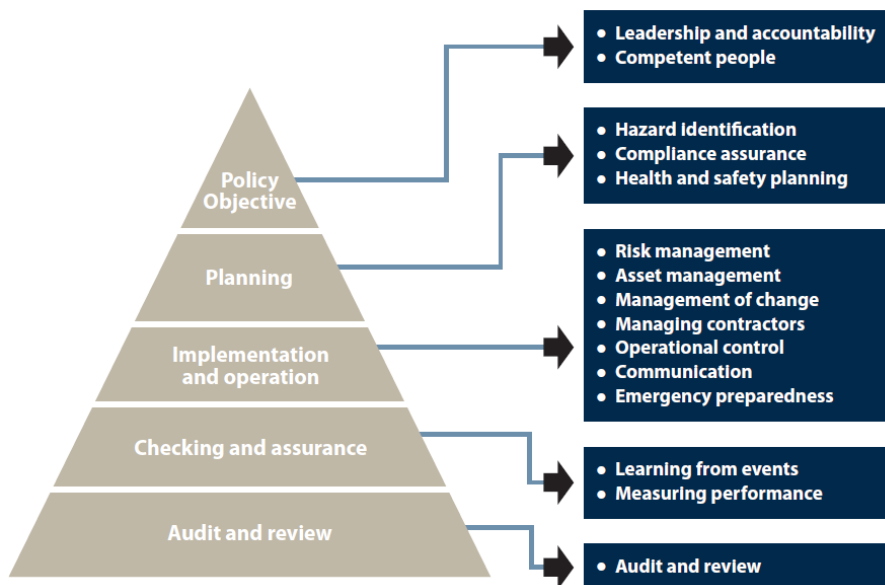 Policy
Objective
Planning
Implementation
and operation
Checking and assurance
Audit and review
• Leadership and accountability
• Competent people
• Hazard identification
• Compliance assurance
• Health and safety planning
• Risk management
• Asset management
• Management of change
• Managing contractors
• Operational control
• Communication
• Emergency preparedness
• Learning from events
• Measuring performance
• Audit and review